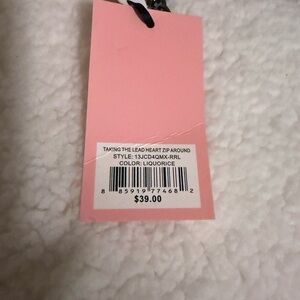 TAKING THE LEAD HEART ZIP AROUND
STYLE: 13JCD4QMX-RRL
COLOR: LIQUORICE
8 85919 77468 2
$39.00